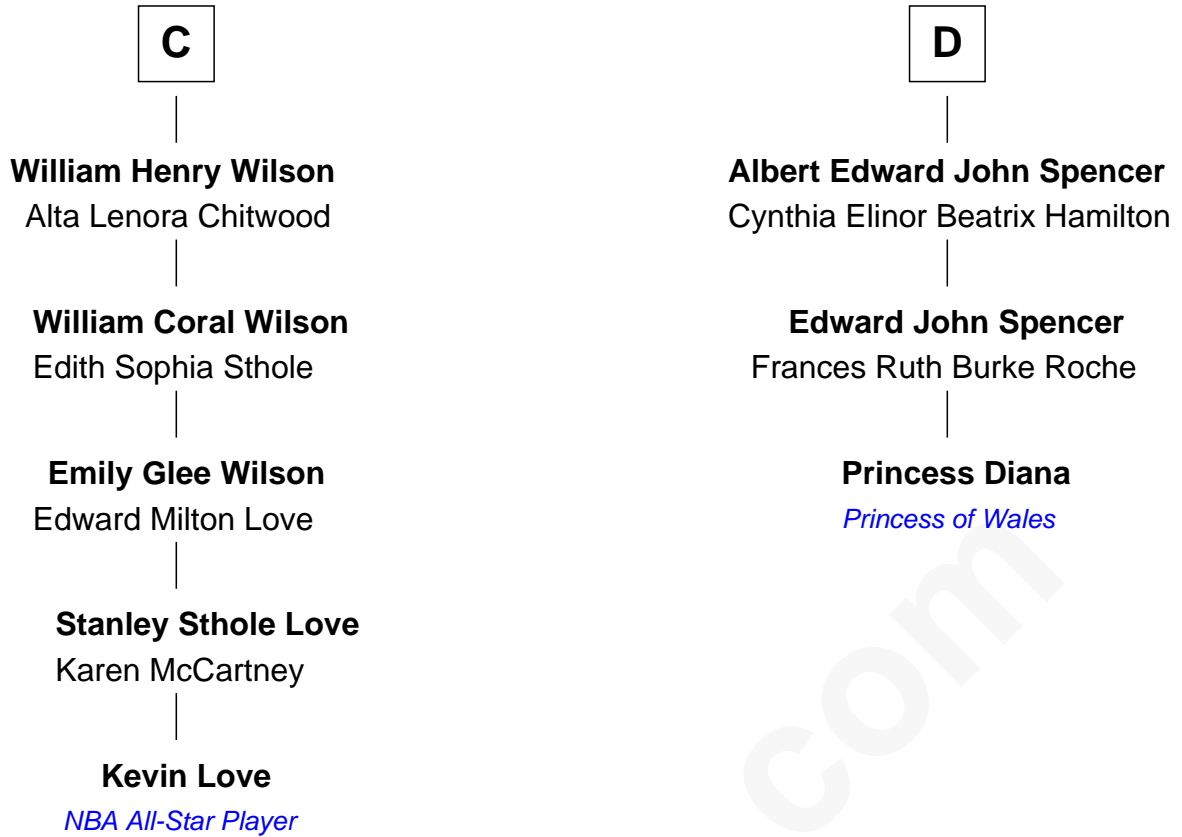 C
William Henry Wilson
Alta Lenora Chitwood
William Coral Wilson
Edith Sophia Sthole
Emily Glee Wilson
Edward Milton Love
Stanley Sthole Love
Karen McCartney
Kevin Love
NBA All-Star Player
D
Albert Edward John Spencer
Cynthia Elinor Beatrix Hamilton
Edward John Spencer
Frances Ruth Burke Roche
Princess Diana
Princess of Wales
com